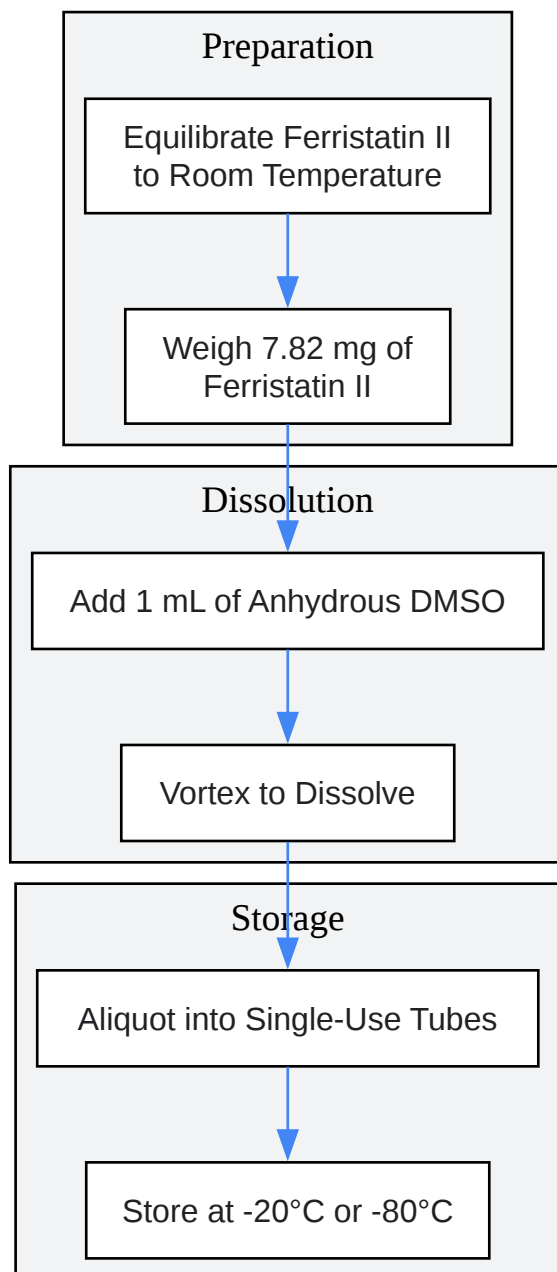 Preparation
Equilibrate Ferristatin II
to Room Temperature
Weigh 7.82 mg of
Ferristatin II
Dissolution
Add 1 mL of Anhydrous DMSO
Vortex to Dissolve
Storage
Aliquot into Single-Use Tubes
Store at -20°C or -80°C